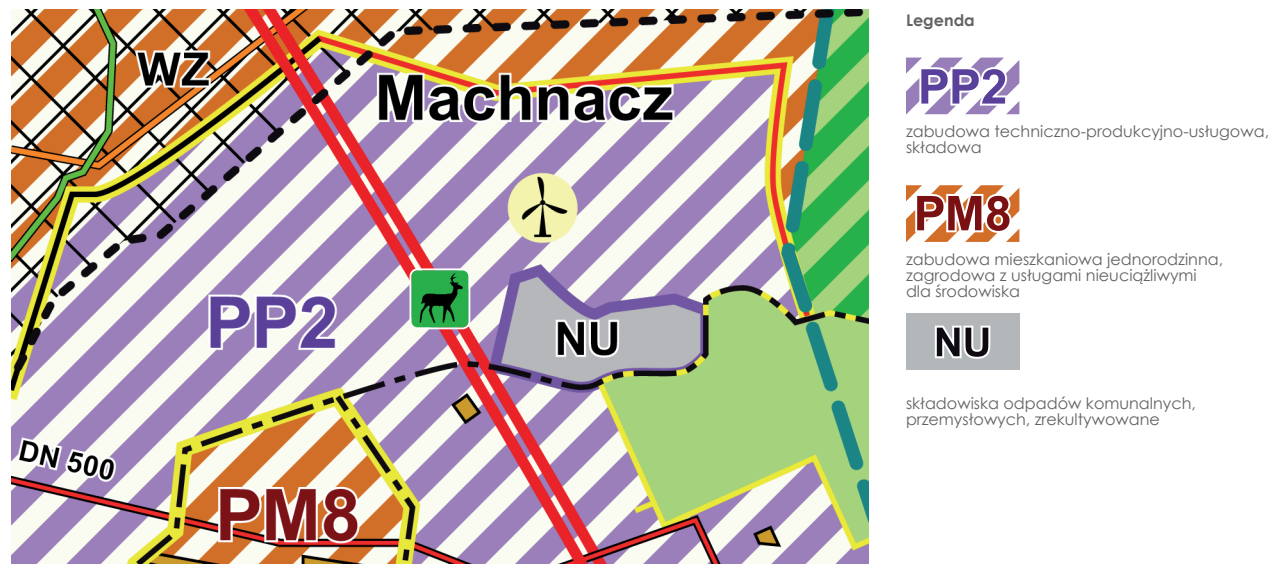 WZ
Machnacz
PP2
NU
DN 500
PM8
Legenda
PP2
zabudowa techniczno-produkcyjno-usługowa,
składowa
PM8
zabudowa mieszkaniowa jednorodzinna,
zagrodowa z usługami nieuciążliwymi
dla środowiska
NU
składowiska odpadów komunalnych,
przemysłowych, zrekultywowane